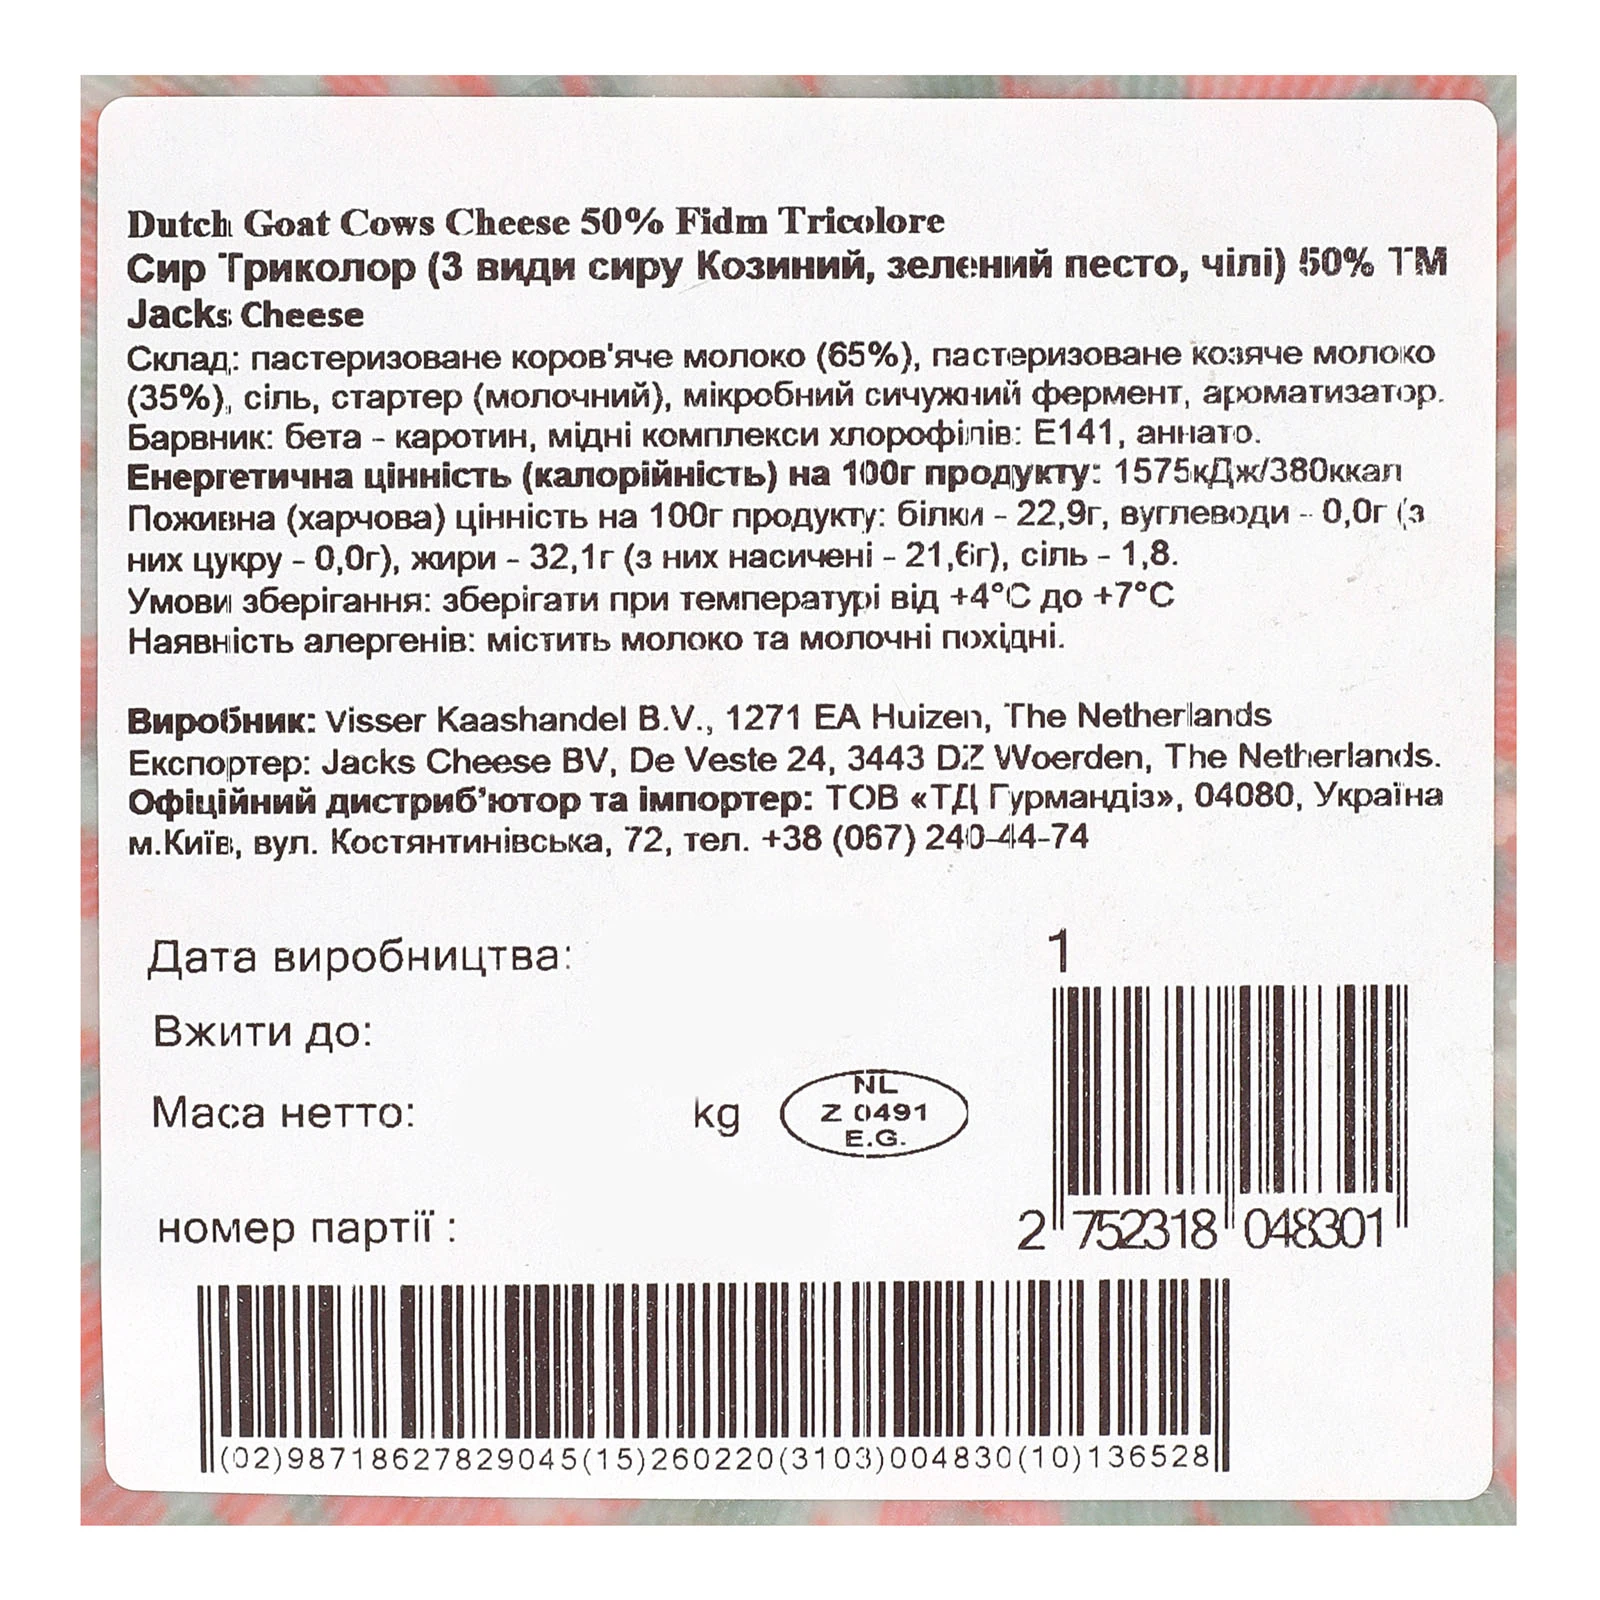 Dutch Goat Cows Cheese 50% Fidm Tricolore
Сир Триколор (3 види сиру Козиний, зелений песто, чілі) 50% ТМ
Jacks Cheese
Склад: пастеризоване коров'яче молоко (65%), пастеризоване козяче молоко
(35%), сіль, стартер (молочний), мікробний сичужний фермент, ароматизатор.
Барвник: бета - каротин, мідні комплекси хлорофілів: Е141, аннато.
Енергетична цінність (калорійність) на 100г продукту: 1575кДж/380ккал
Поживна (харчова) цінність на 100г продукту: білки - 22,9г, вуглеводи - 0,0г (з
них цукру - 0,0г), жири - 32,1г (з них насичені - 21,6г), сіль - 1,8.
Умови зберігання: зберігати при температурі від +4°С до +7°С
Наявність алергенів: містить молоко та молочні похідні.
Виробник: Visser Kaashandel B.V., 1271 EA Huizen, The Netherlands
Експортер: Jacks Cheese BV, De Veste 24, 3443 DZ Woerden, The Netherlands.
Офіційний дистриб’ютор та імпортер: ТОВ «ТД Гурмандіз», 04080, Україна
м.Київ, вул. Костянтинівська, 72, тел. +38 (067) 240-44-74
Дата виробництва:
1
Вжити до:
Маса нетто: kg
NL
Z 0491
E.G.
номер партії :
2 752318 048301
(02)98718627829045(15)260220(3103)004830(10)136528